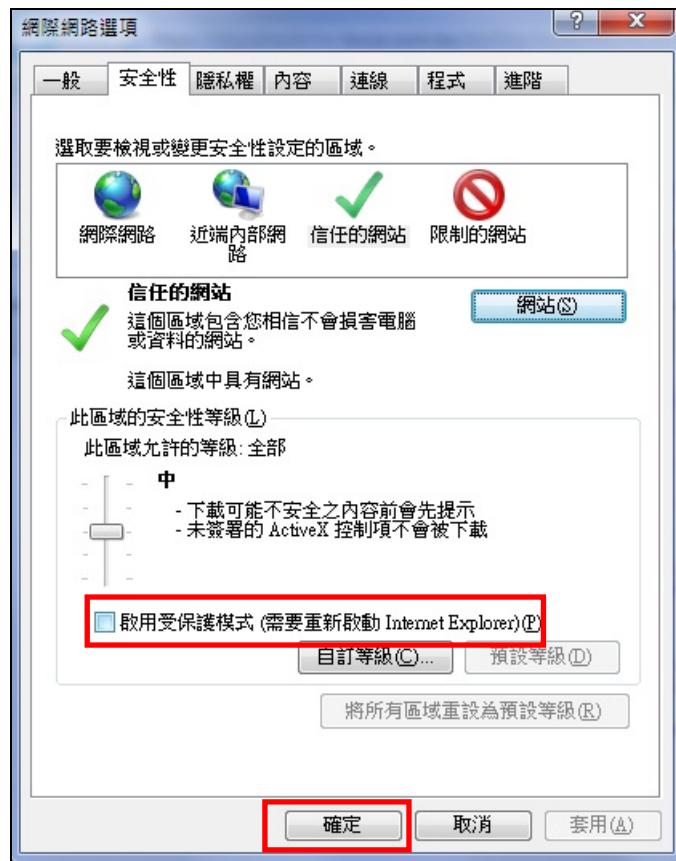 網際網路選項
一般 安全性 隱私權 內容 連線 程式 進階
選取要檢視或變更安全性設定的區域。
網際網路 近端內部網路 信任的網站 限制的網站
信任的網站
網站(S)
這個區域包含您相信不會損害電腦
或資料的網站。
這個區域中具有網站。
此區域的安全性等級(L)
此區域允許的等級: 全部
中
- 下載可能不安全之內容前會先提示
- 未簽署的 ActiveX 控制項不會被下載
啟用受保護模式 (需要重新啟動 Internet Explorer)(P)
自訂等級(C)... 預設等級(D)
將所有區域重設為預設等級(R)
確定 取消 套用(A)